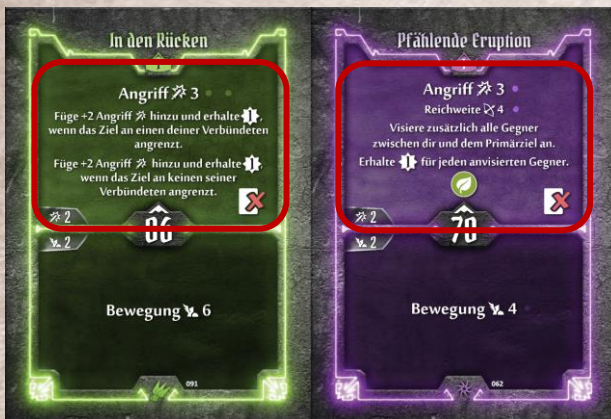 In den Rücken
Angriff 3
Füge +2 Angriff hinzu und erhalte 1,
wenn das Ziel an einen deiner Verbündeten
angrenzt.
Füge +2 Angriff hinzu und erhalte 1,
wenn das Ziel an keinen seiner
Verbündeten angrenzt.
2
86
2
Bewegung 6
091
Pfählende Eruption
Angriff 3
Reichweite 4
Visiere zusätzlich alle Gegner
zwischen dir und dem Primärziel an.
Erhalte 1 für jeden anvisierten Gegner.
2
70
2
Bewegung 4
062